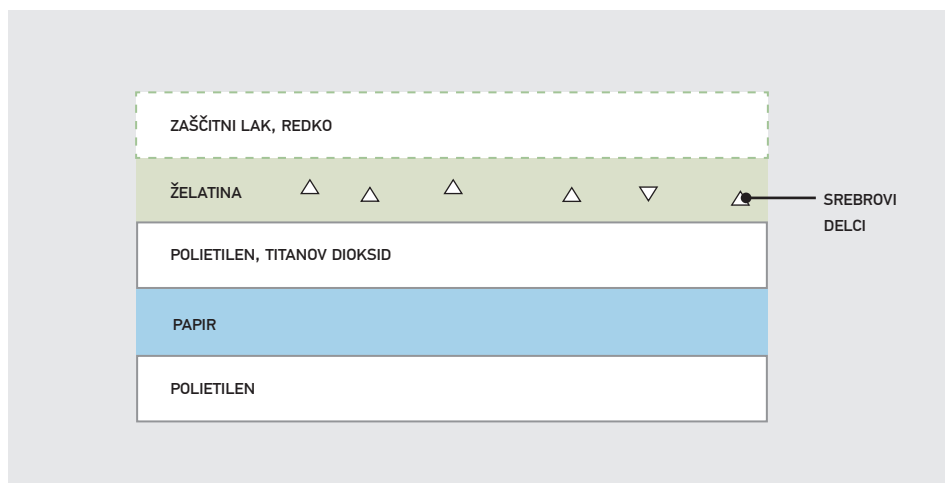 ZAŠČITNI LAK, REDKO
ŽELATINA
SREBROVI
DELCI
POLIETILEN, TITANOV DIOKSID
PAPIR
POLIETILEN